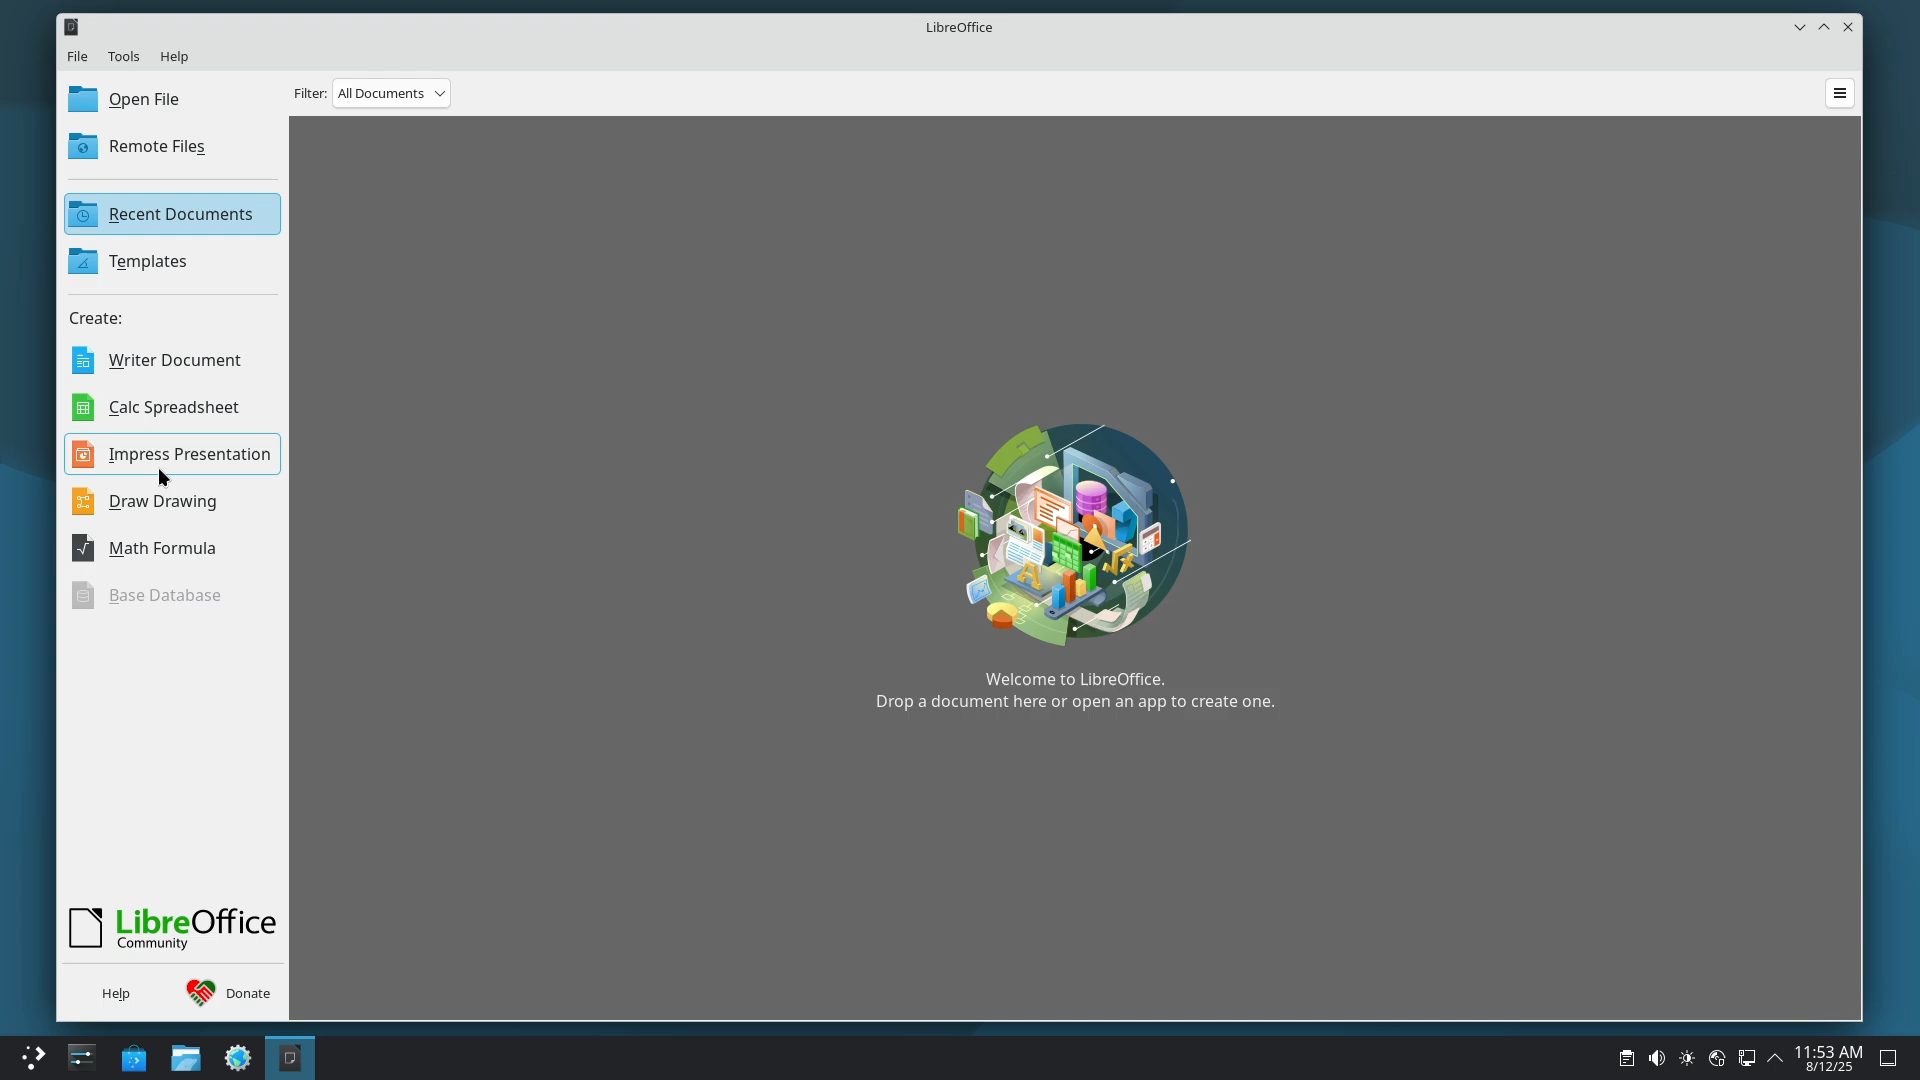 LibreOffice
File Tools Help
Open File
Filter: All Documents
Remote Files
Recent Documents
Templates
Create:
Writer Document
Calc Spreadsheet
Impress Presentation
Draw Drawing
Math Formula
Base Database
Welcome to LibreOffice.
Drop a document here or open an app to create one.
LibreOffice
Community
Help Donate
11:53 AM
8/12/25